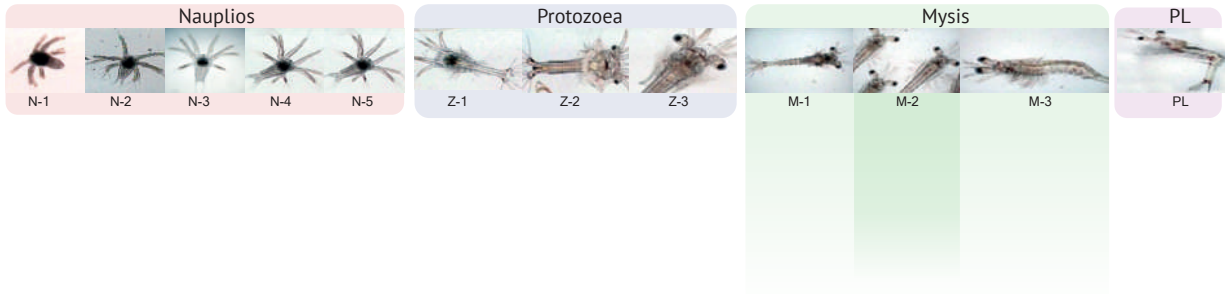 Nauplios
Protozoea
Mysis
PL
N-1
N-2
N-3
N-4
N-5
Z-1
Z-2
Z-3
M-1
M-2
M-3
PL